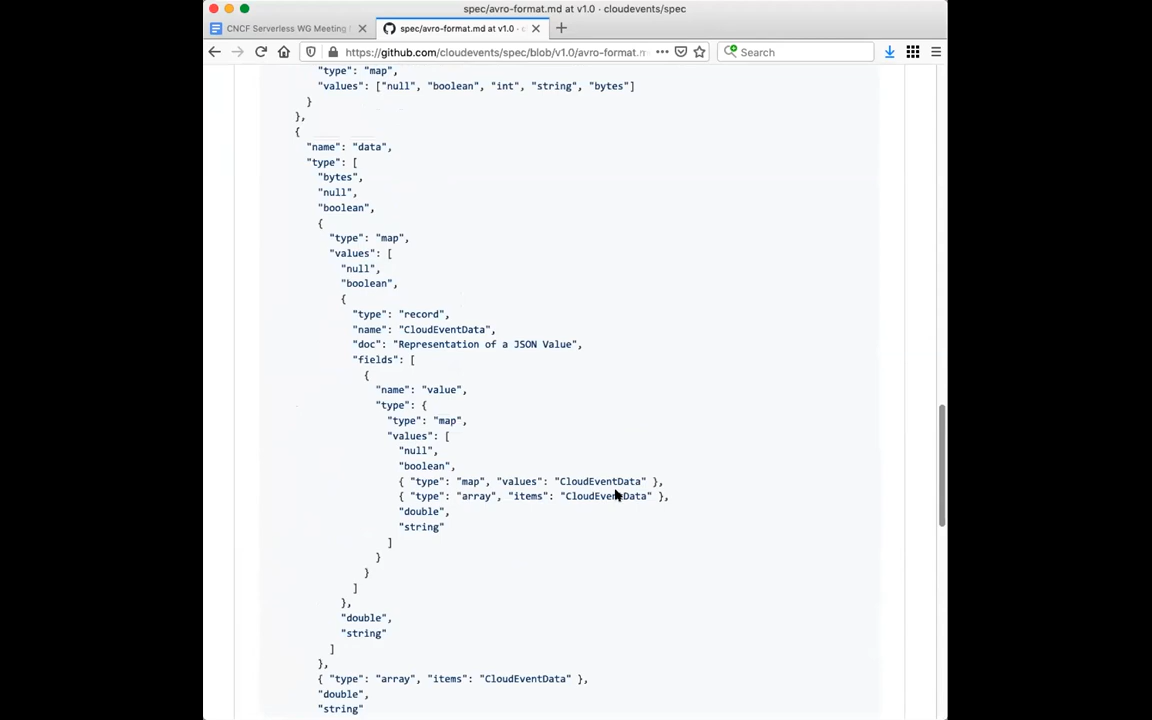 spec/avro-format.md at v1.0 · cloudevents/spec
CNCF Serverless WG Meeting
spec/avro-format.md at v1.0 ·
https://github.com/cloudevents/spec/blob/v1.0/avro-format.m
Search
"type": "map",
"values": ["null", "boolean", "int", "string", "bytes"]
}
},
{
"name": "data",
"type": [
"bytes",
"null",
"boolean",
{
"type": "map",
"values": [
"null",
"boolean",
{
"type": "record",
"name": "CloudEventData",
"doc": "Representation of a JSON Value",
"fields": [
{
"name": "value",
"type": {
"type": "map",
"values": [
"null",
"boolean",
{ "type": "map", "values": "CloudEventData" },
{ "type": "array", "items": "CloudEventData" },
"double",
"string"
]
}
}
]
},
"double",
"string"
]
},
{ "type": "array", "items": "CloudEventData" },
"double",
"string"